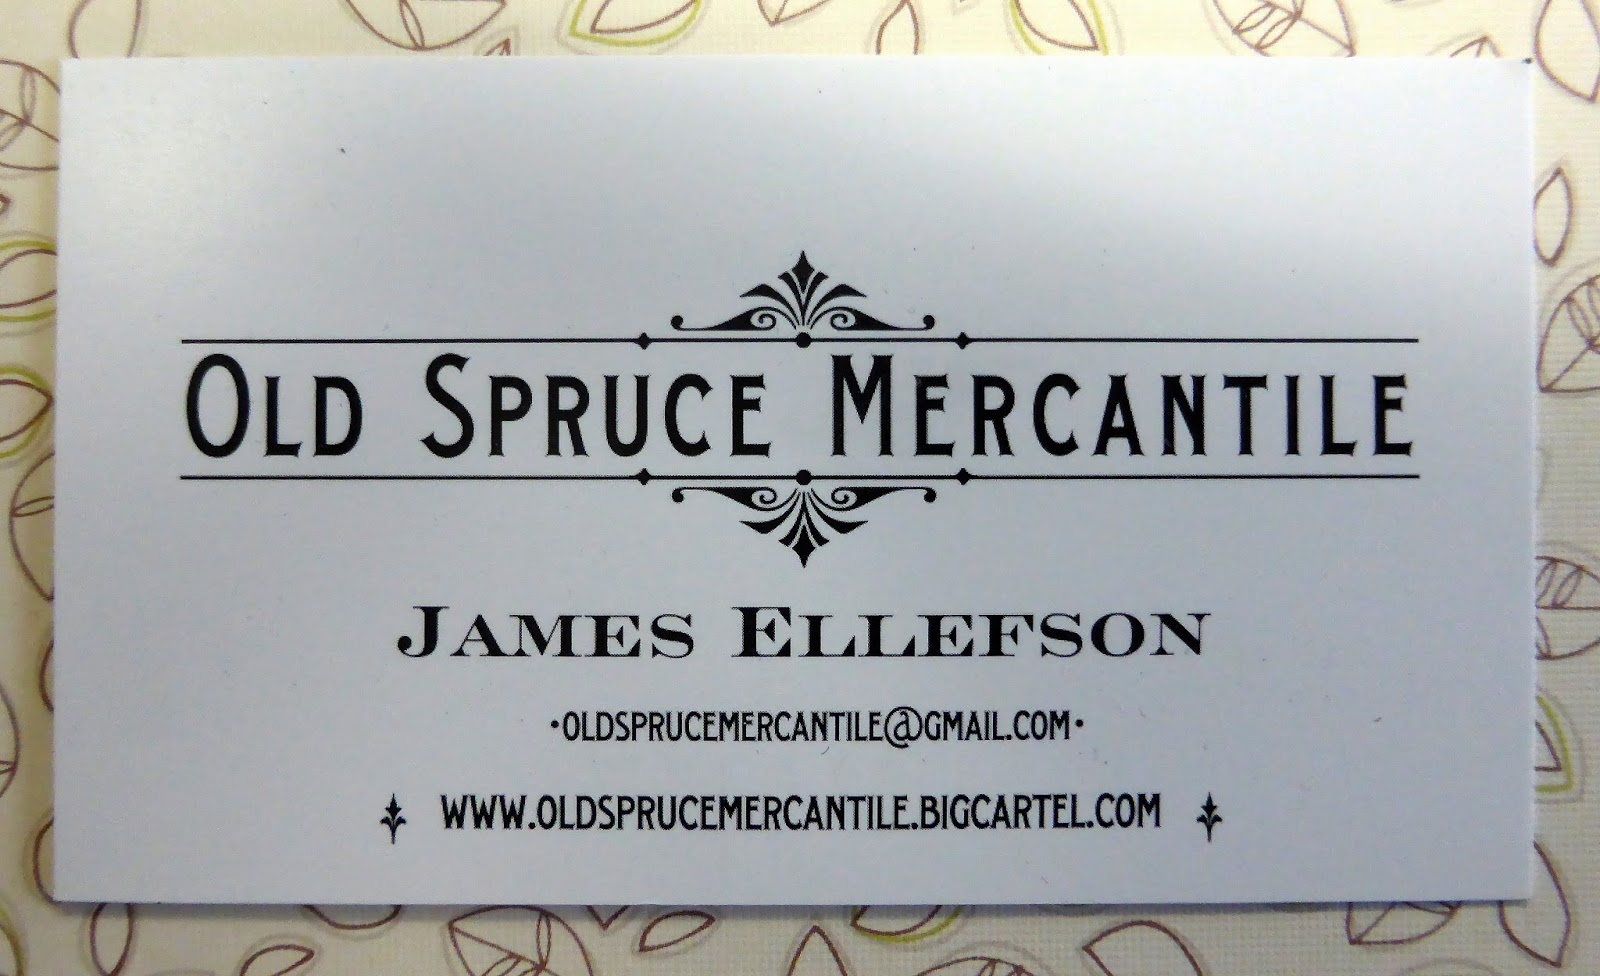 OLD SPRUCE MERCANTILE
JAMES ELLEFSON
•OLDSPRUCEMERCANTILE@GMAIL.COM•
WWW.OLDSPRUCEMERCANTILE.BIGCARTEL.COM